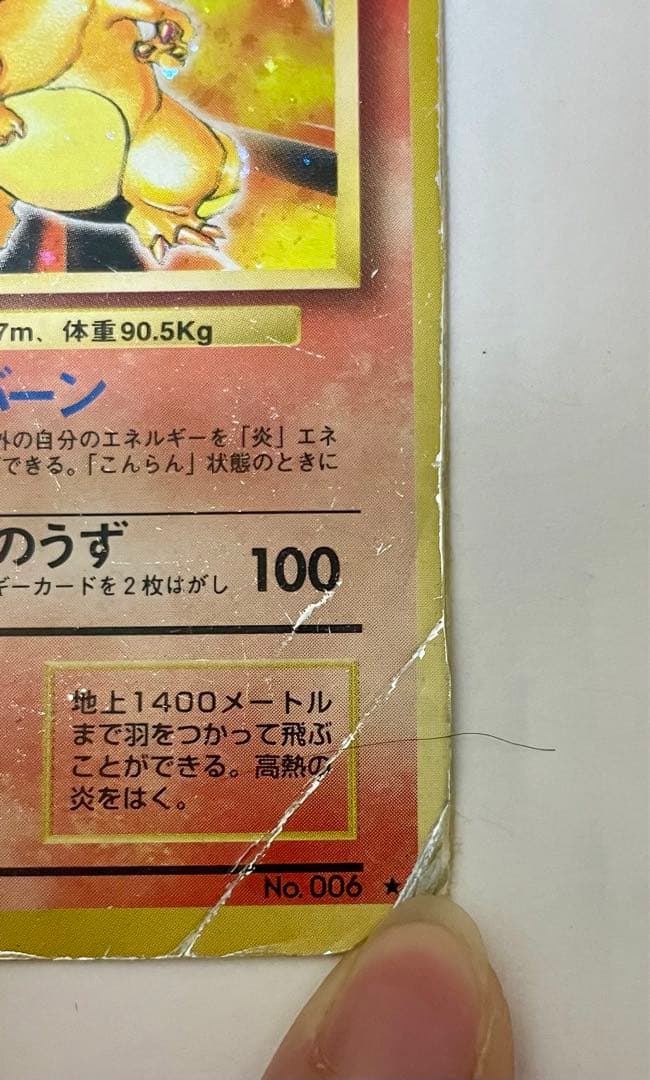 7m、体重90.5Kg
バーン
外の自分のエネルギーを「炎」エネ
できる。「こんらん」状態のときに
のうず
100
ギーカードを2枚はがし
地上1400メートル
まで羽をつかって飛ぶ
ことができる。高熱の
炎をはく。
No. 006 ★